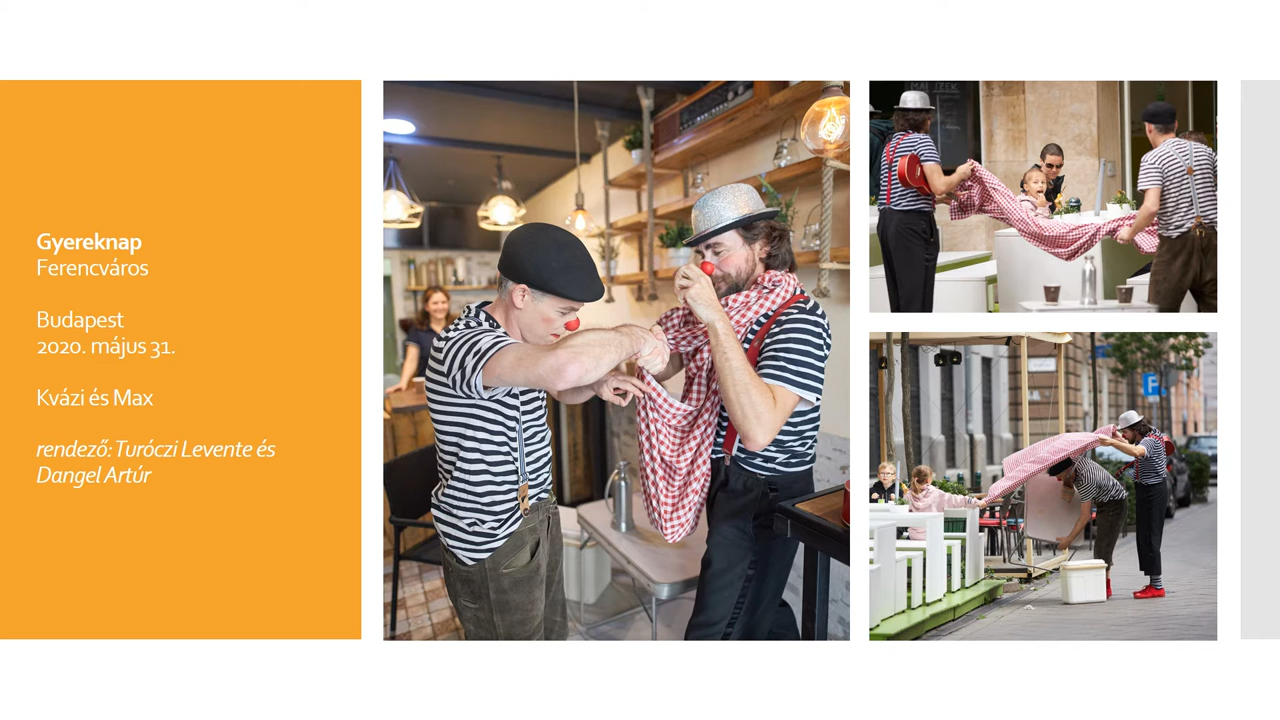 Gyereknap
Ferencváros
Budapest
2020. május 31.
Kvázi és Max
rendező: Turóczi Levente és
Dangel Artúr
P